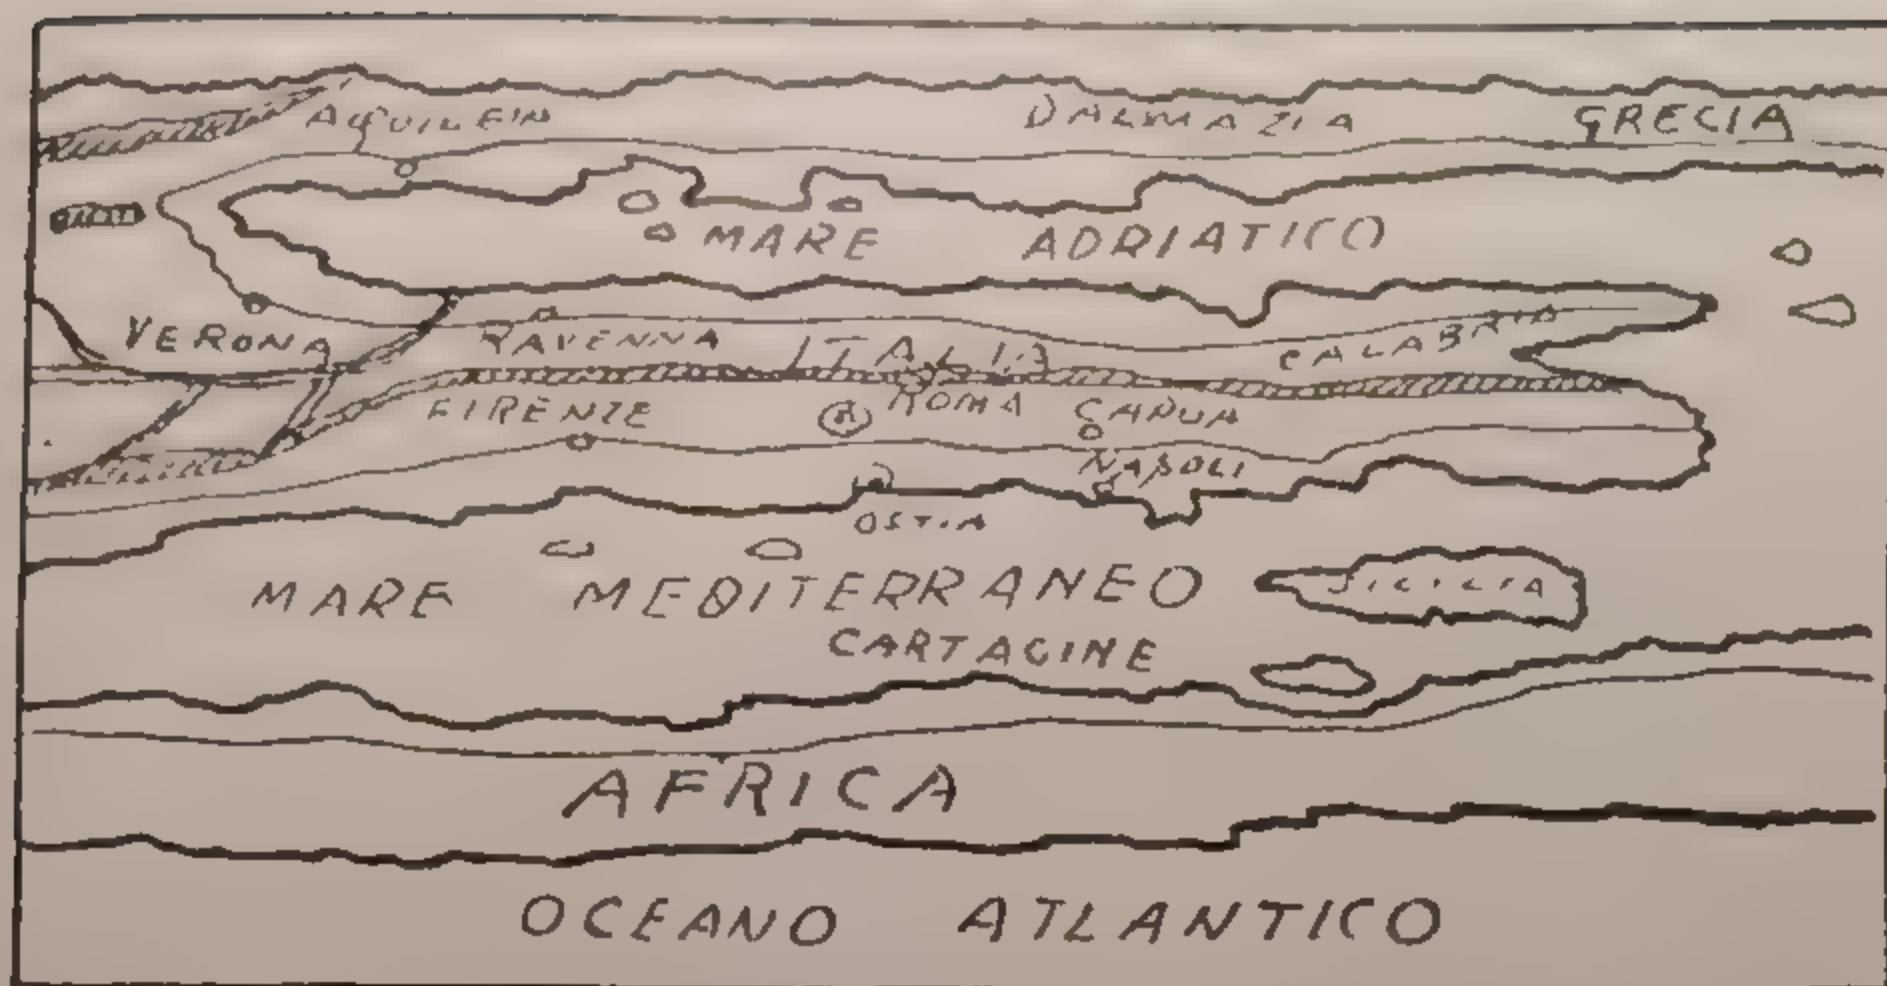 AQUILEIA DALMAZIA GRECIA
MARE ADRIATICO
VERONA RAVENNA ITALIA CALABRIA
FIRENZE ROMA CAPUA
NAPOLI
OSTIA
MARE MEDITERRANEO SICILIA
CARTAGINE
AFRICA
OCEANO ATLANTICO